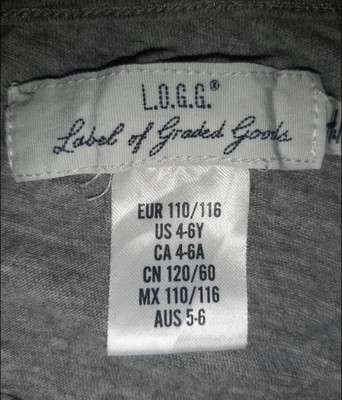 L.O.G.G.®
Label of Graded Goods
EUR 110/116
US 4-6Y
CA 4-6A
CN 120/60
MX 110/116
AUS 5-6